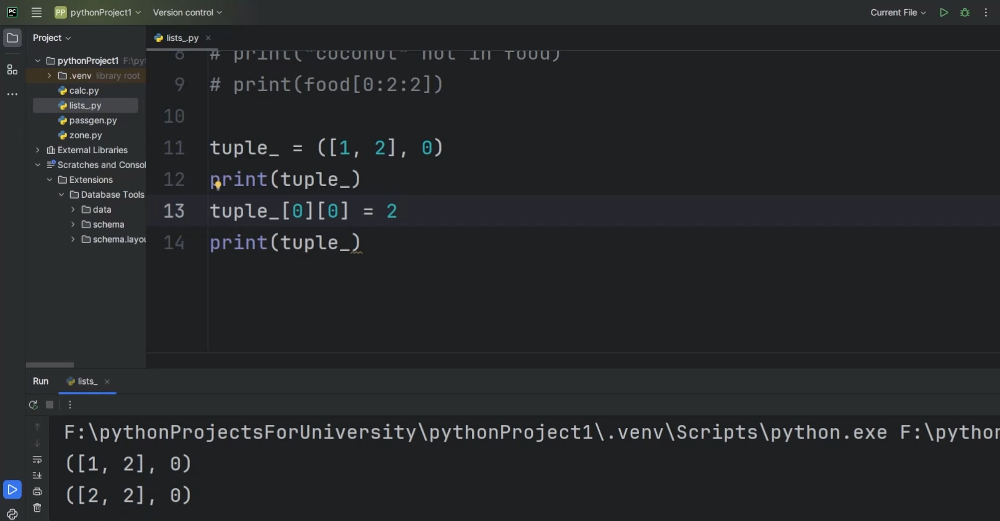 PC
PP pythonProject1 Version control Current File
Project
lists_.py
pythonProject1 F:\py
.venv library root
calc.py
lists_.py
passgen.py
zone.py
External Libraries
Scratches and Consol
Extensions
Database Tools
data
schema
schema.layou
8 # print("coconut" not in food)
9 # print(food[0:2:2])
10
11 tuple_ = ([1, 2], 0)
12 print(tuple_)
13 tuple_[0][0] = 2
14 print(tuple_)
Run lists_
F:\pythonProjectsForUniversity\pythonProject1\.venv\Scripts\python.exe F:\python
([1, 2], 0)
([2, 2], 0)